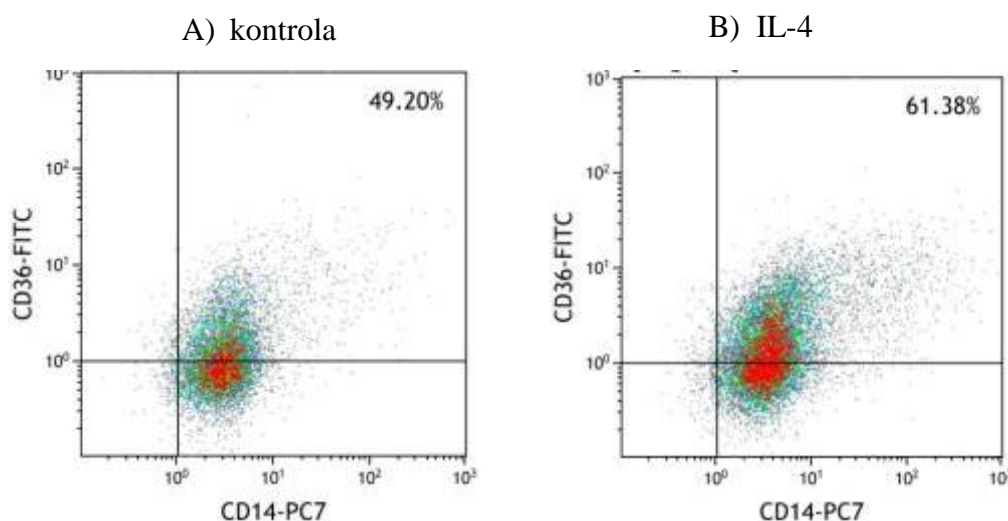 A) kontrola
B) IL-4
10³
49.20%
10²
10¹
10⁰
CD36-FITC
10⁰ 10¹ 10² 10³
CD14-PC7
10³
61.38%
10²
10¹
10⁰
CD36-FITC
10⁰ 10¹ 10²
CD14-PC7